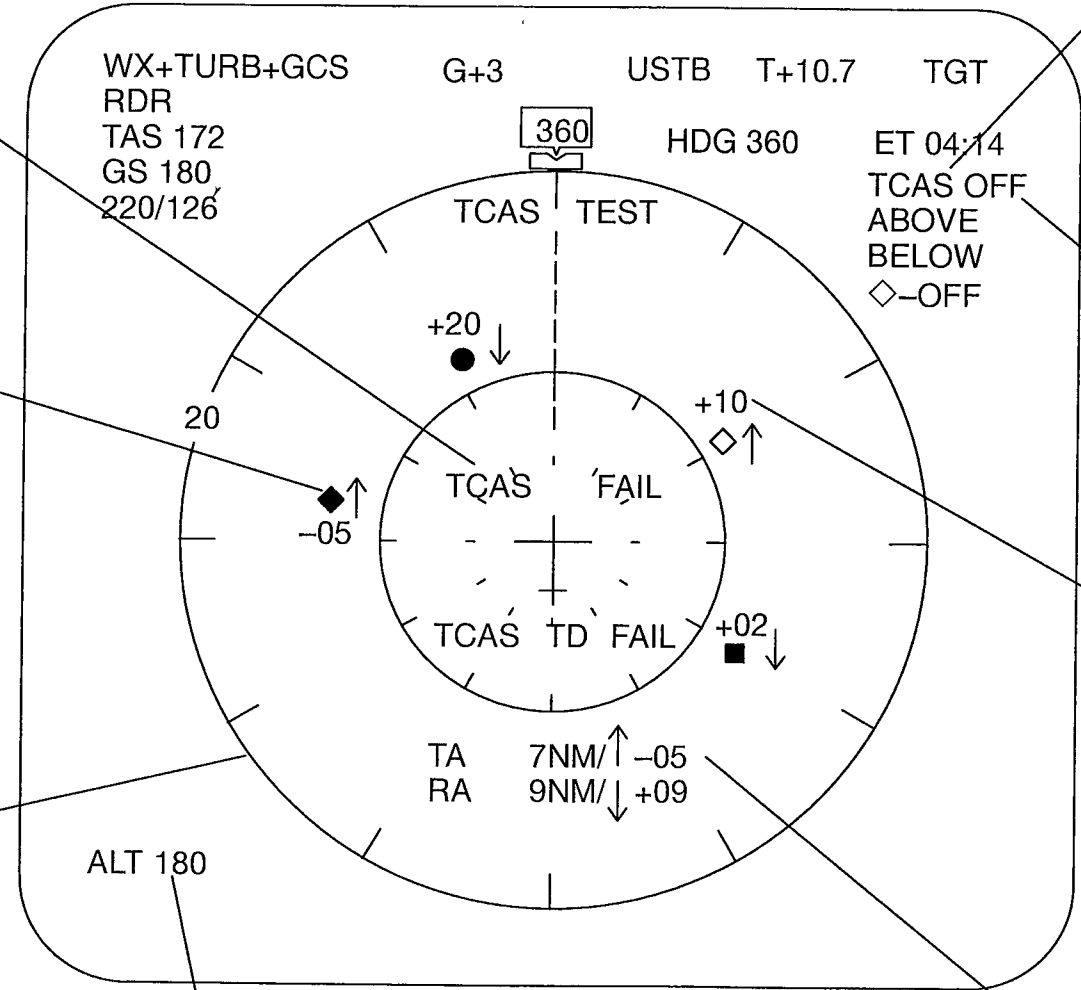 WX+TURB+GCS G+3 USTB T+10.7 TGT
RDR
TAS 172
GS 180
220/126
360
HDG 360
ET 04:14
TCAS OFF
ABOVE
BELOW
◇–OFF
TCAS TEST
+20 ↓
20
+10
↑
↑
–05
TCAS FAIL
TCAS TD FAIL
+02
↓
TA 7NM/↑ –05
RA 9NM/↓ +09
ALT 180